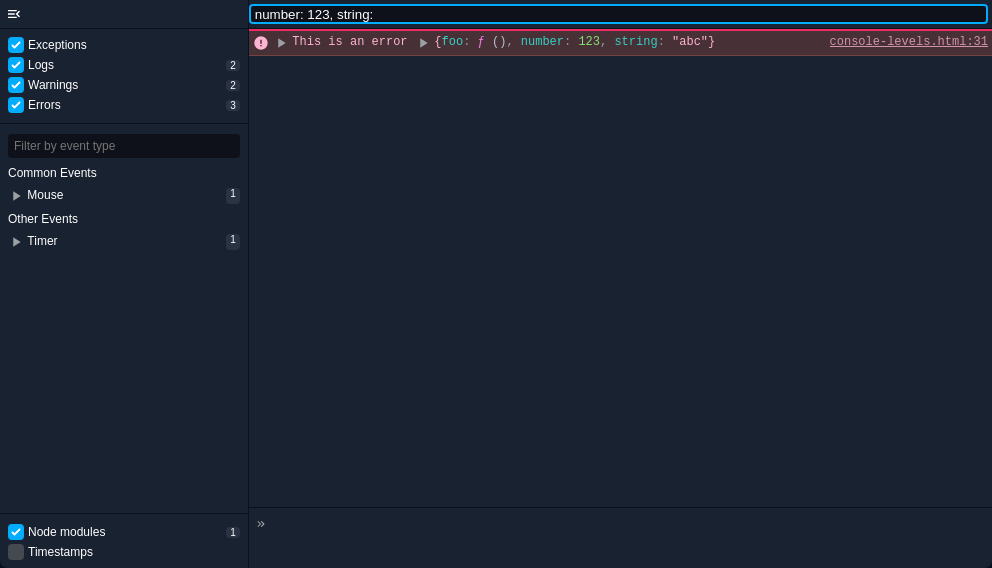 number: 123, string:
Exceptions
Logs 2
Warnings 2
Errors 3
Filter by event type
Common Events
Mouse 1
Other Events
Timer 1
Node modules 1
Timestamps
This is an error {foo: ƒ (), number: 123, string: "abc"} console-levels.html:31
»